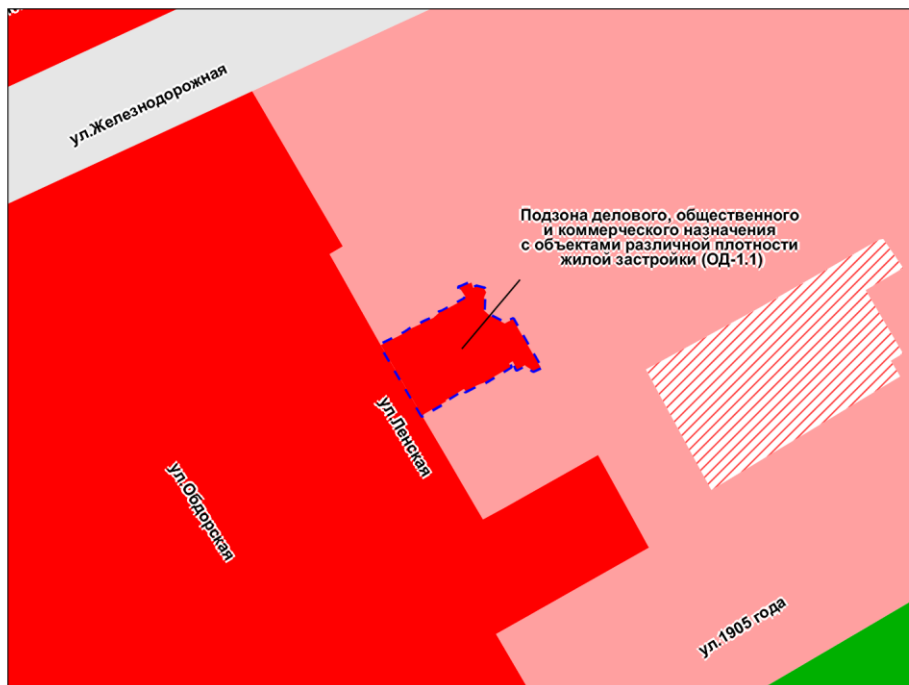 ул.Железнодорожная
Подзона делового, общественного
и коммерческого назначения
с объектами различной плотности
жилой застройки (ОД-1.1)
ул.Ленская
ул.Обдорская
ул.1905 года